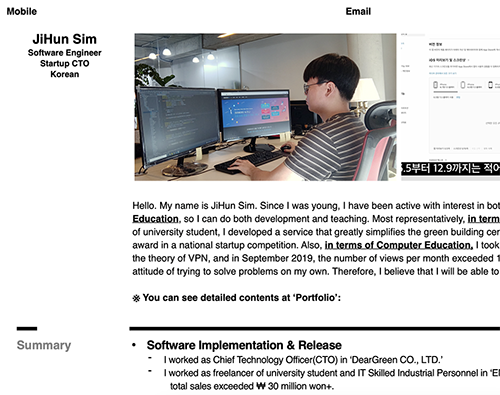 Mobile
Email
JiHun Sim
Software Engineer
Startup CTO
Korean
버전 정보
.5부터 12.9까지는 적어
Hello. My name is JiHun Sim. Since I was young, I have been active with interest in bot
Education, so I can do both development and teaching. Most representatively, in term
of university student, I developed a service that greatly simplifies the green building cer
award in a national startup competition. Also, in terms of Computer Education, I took
the theory of VPN, and in September 2019, the number of views per month exceeded 1
attitude of trying to solve problems on my own. Therefore, I believe that I will be able to
※ You can see detailed contents at ‘Portfolio’:
Summary
• Software Implementation & Release
- I worked as Chief Technology Officer(CTO) in ‘DearGreen CO., LTD.’
- I worked as freelancer of university student and IT Skilled Industrial Personnel in
total sales exceeded ₩ 30 million won+.